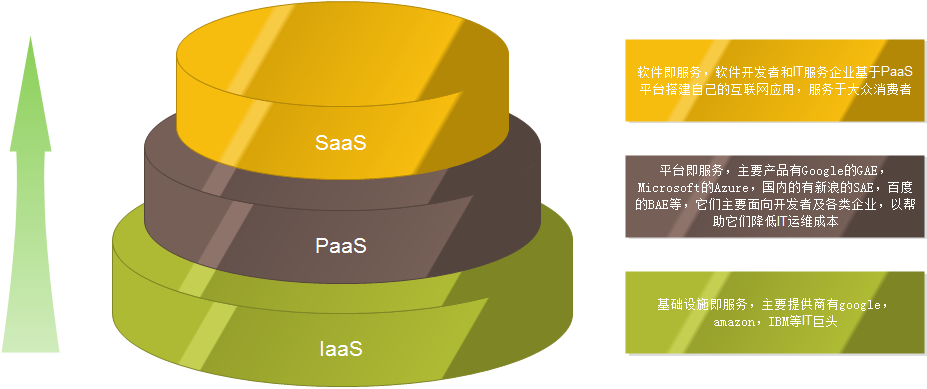 SaaS
软件即服务，软件开发者和IT服务企业基于PaaS
平台搭建自己的互联网应用，服务于大众消费者
PaaS
平台即服务，主要产品有Google的GAE，
Microsoft的Azure，国内的有新浪的SAE，百度
的BAE等，它们主要面向开发者及各类企业，以帮
助它们降低IT运维成本
IaaS
基础设施即服务，主要提供商有google，
amazon，IBM等IT巨头